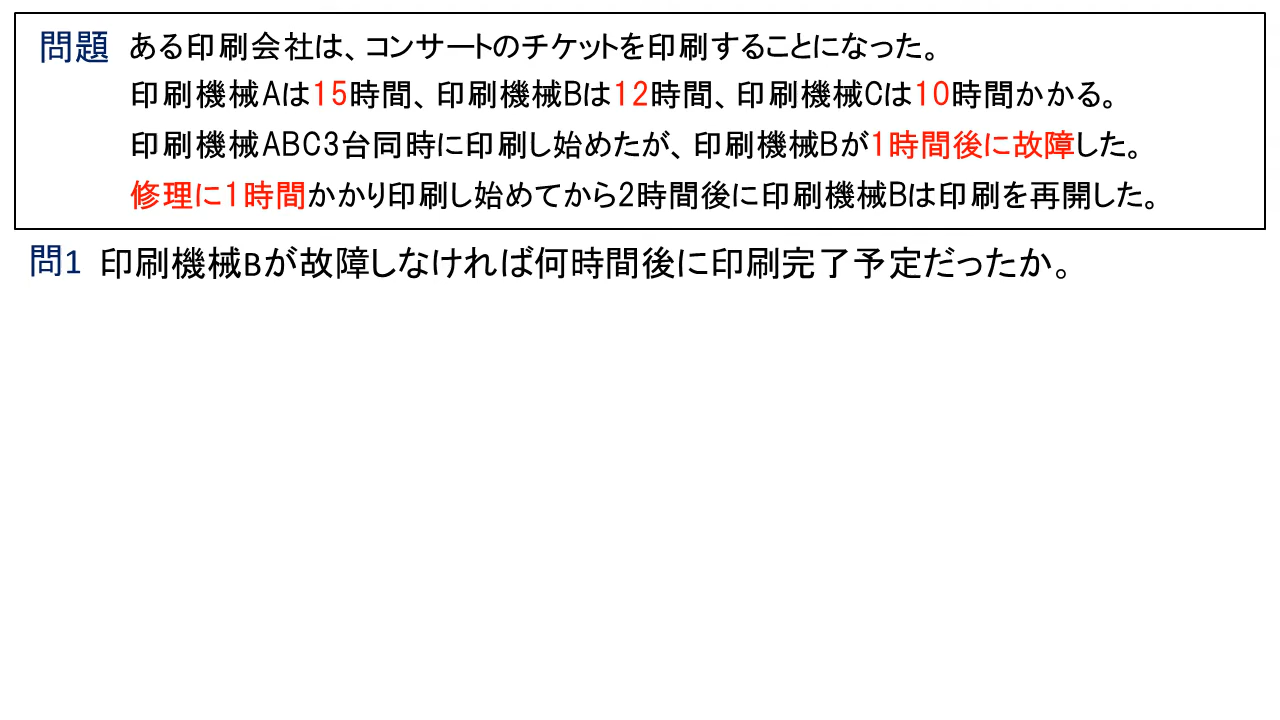 問題 ある印刷会社は、コンサートのチケットを印刷することになった。
印刷機械Aは15時間、印刷機械Bは12時間、印刷機械Cは10時間かかる。
印刷機械ABC3台同時に印刷し始めたが、印刷機械Bが1時間後に故障した。
修理に1時間かかり印刷し始めてから2時間後に印刷機械Bは印刷を再開した。
問1 印刷機械Bが故障しなければ何時間後に印刷完了予定だったか。